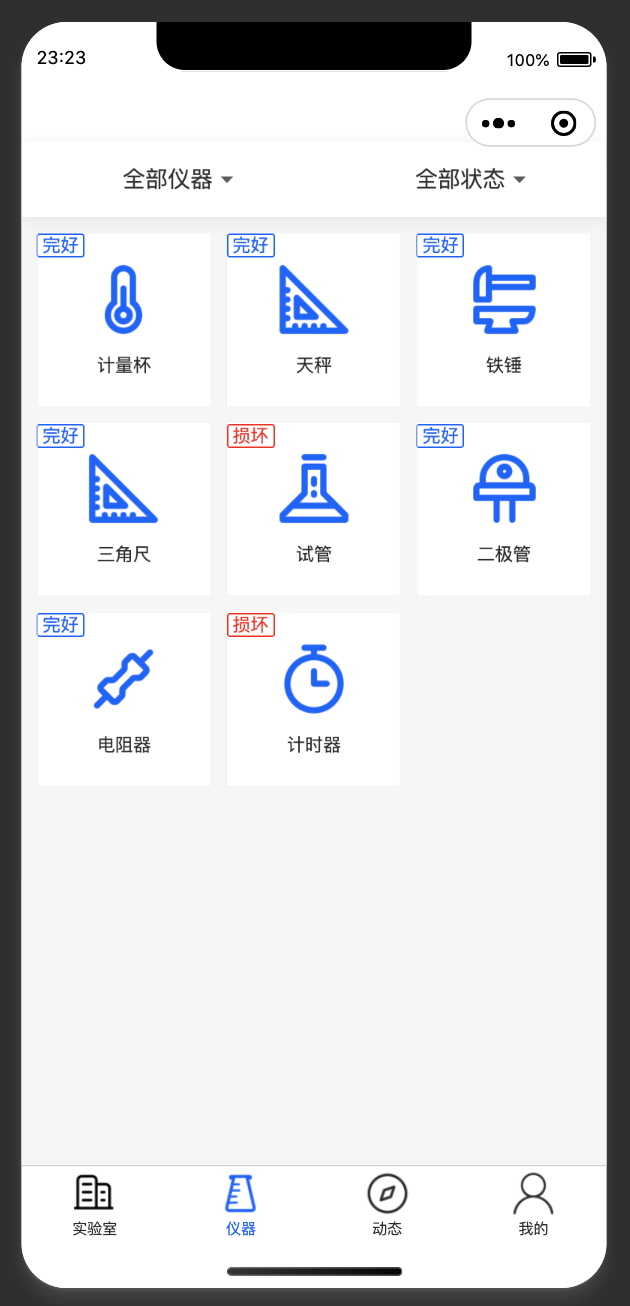 23:23
100%
全部仪器
全部状态
完好
完好
完好
计量杯
天秤
铁锤
完好
损坏
完好
三角尺
试管
二极管
完好
损坏
电阻器
计时器
实验室
仪器
动态
我的